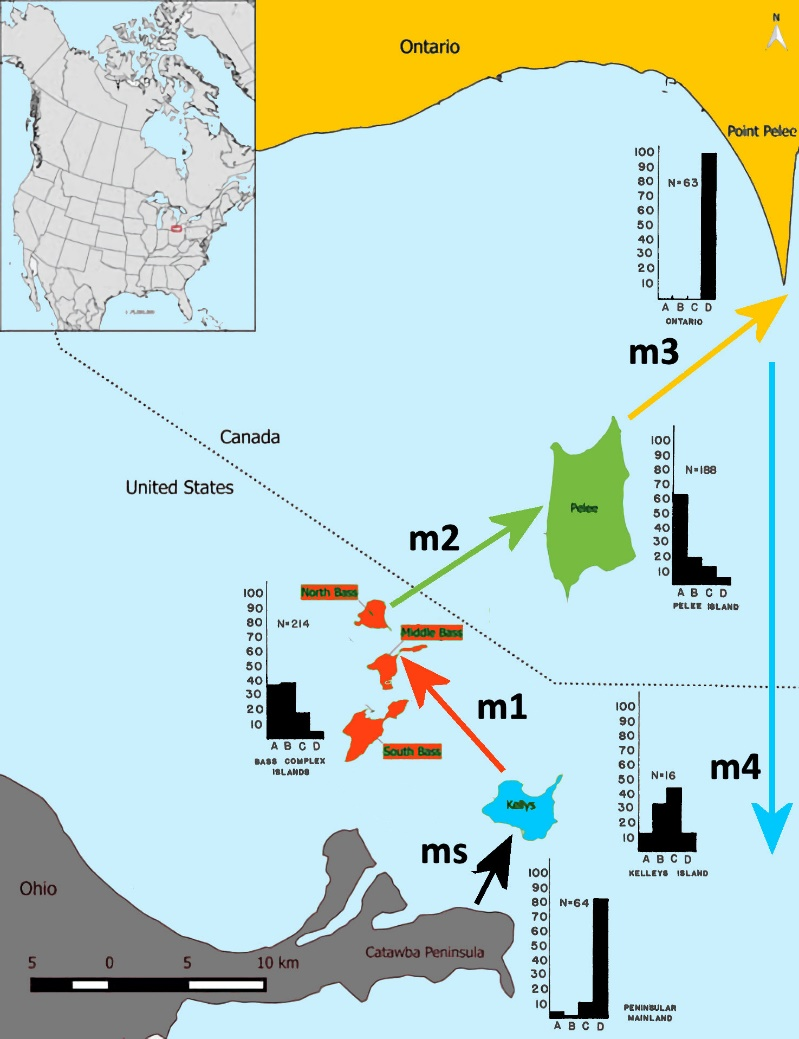 Ontario
N
Point Pelee
100
90
80
70
60
50
40
30
20
10
N=63
A B C D
ONTARIO
m3
Canada
United States
Pelee
100
90
80
70
60
50
40
30
20
10
N=188
A B C D
PELEE ISLAND
m2
North Bass
Middle Bass
South Bass
100
90
80
70
60
50
40
30
20
10
N=214
A B C D
BASS COMPLEX
ISLANDS
m1
Kellys
m4
100
90
80
70
60
50
40
30
20
10
N=16
A B C D
KELLEYS ISLAND
ms
Ohio
Catawba Peninsula
5 0 5 10 km
100
90
80
70
60
50
40
30
20
10
N=64
A B C D
PENINSULAR
MAINLAND